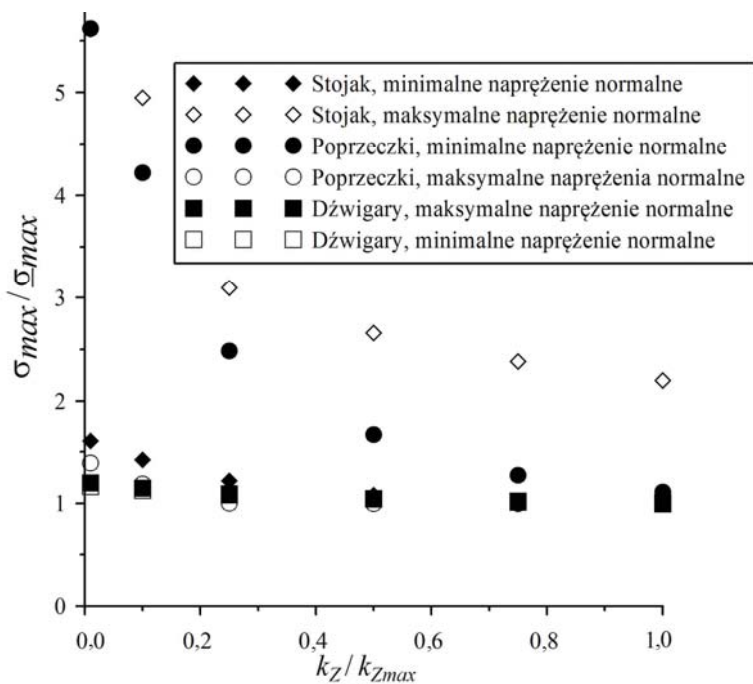 5
4
3
2
1
0
σmax/σmax
Stojak, minimalne naprężenie normalne
Stojak, maksymalne naprężenie normalne
Poprzeczki, minimalne naprężenie normalne
Poprzeczki, maksymalne naprężenia normalne
Dźwigary, maksymalne naprężenie normalne
Dźwigary, minimalne naprężenie normalne
0,0 0,2 0,4 0,6 0,8 1,0
kZ/kZmax